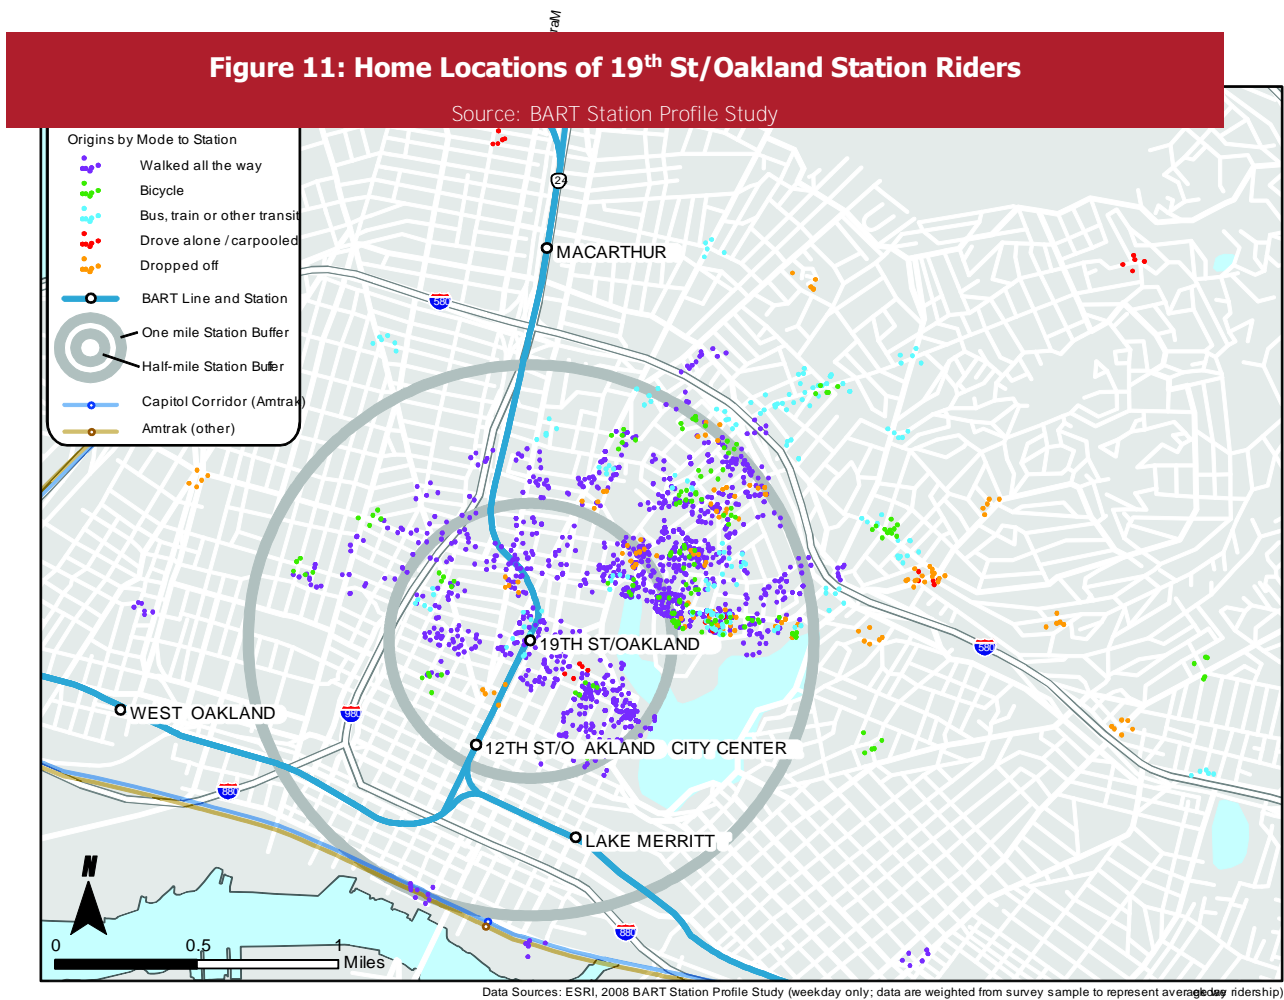 raM
Figure 11: Home Locations of 19th St/Oakland Station Riders
Source: BART Station Profile Study
Origins by Mode to Station
Walked all the way
Bicycle
Bus, train or other transit
Drove alone / carpooled
Dropped off
BART Line and Station
One mile Station Buffer
Half-mile Station Buffer
Capitol Corridor (Amtrak)
Amtrak (other)
24
MACARTHUR
580
19TH ST/OAKLAND
580
WEST OAKLAND
980
12TH ST/O AKLAND CITY CENTER
880
LAKE MERRITT
N
880
0 0.5 1
Miles
Data Sources: ESRI, 2008 BART Station Profile Study (weekday only; data are weighted from survey sample to represent average ridership)